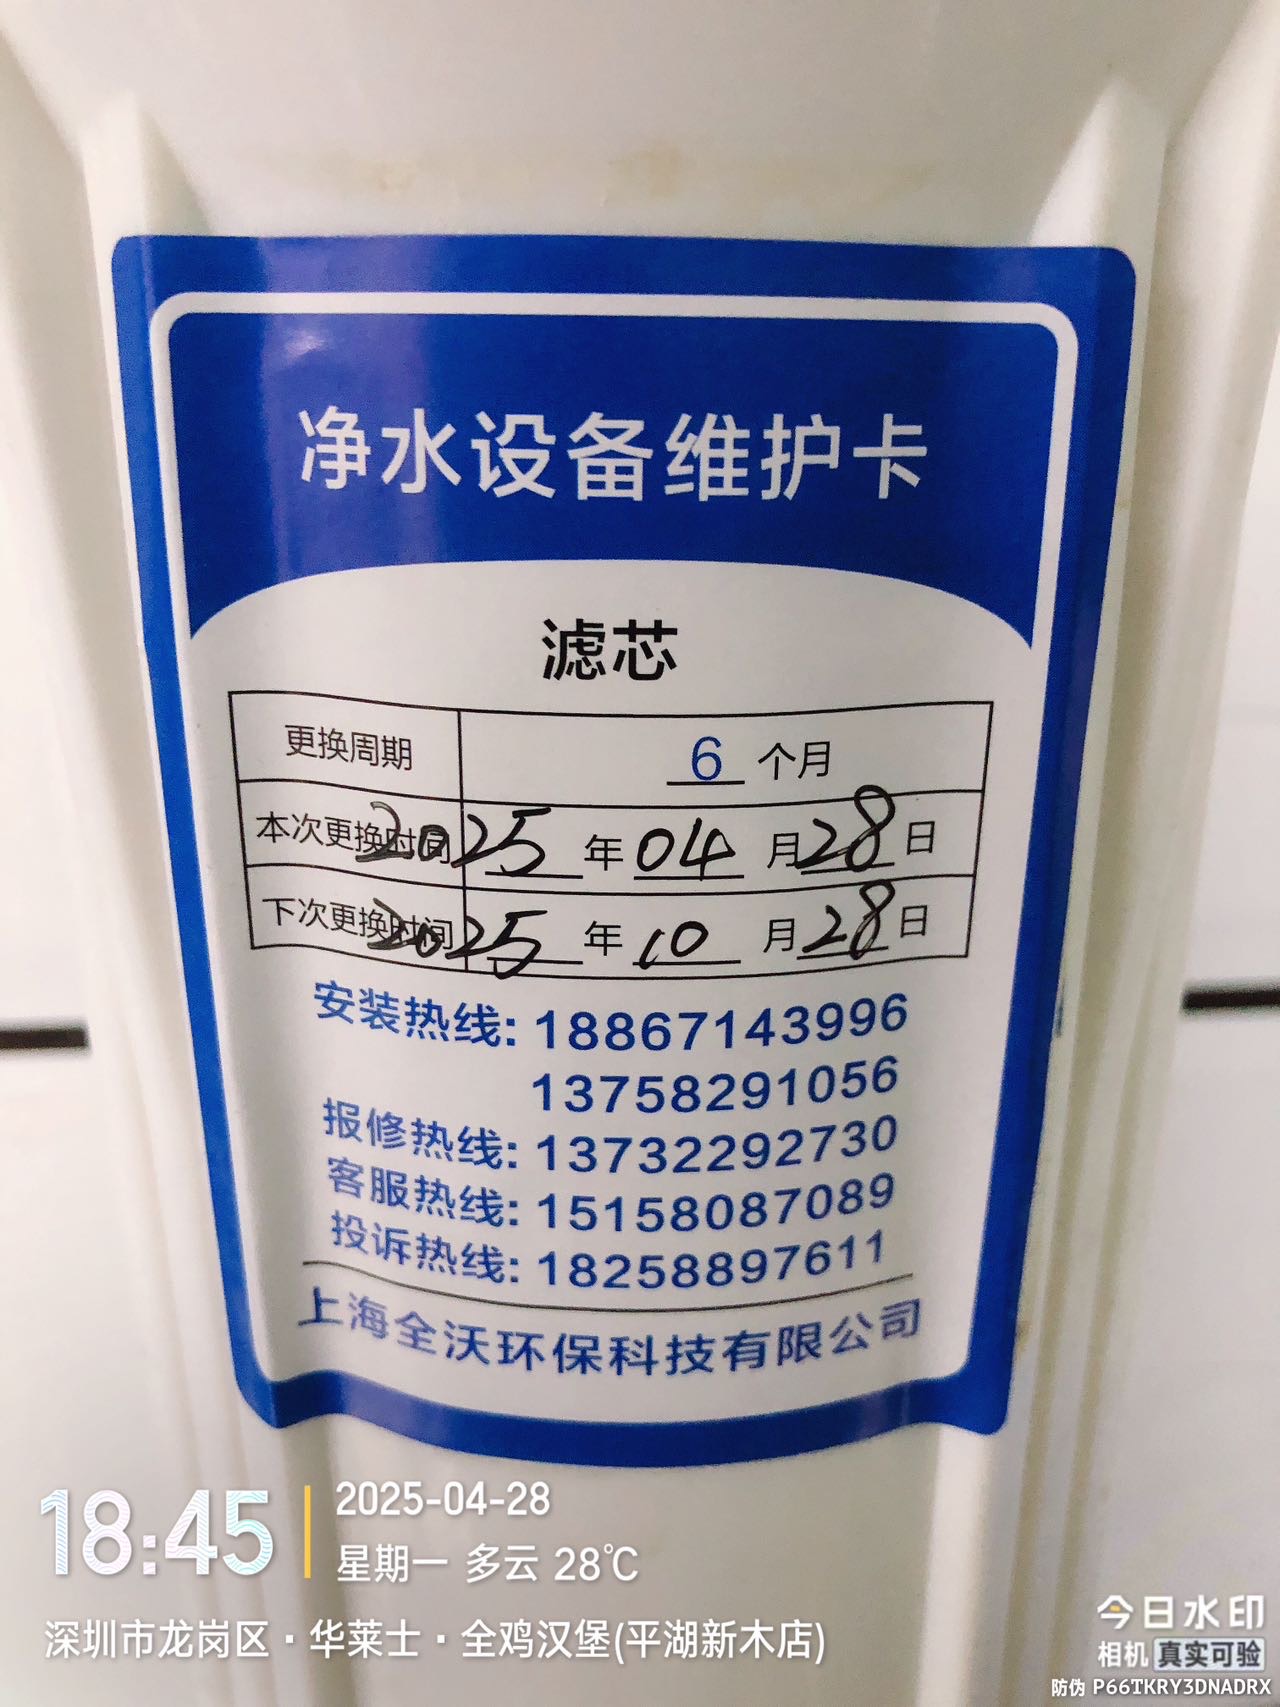 净水设备维护卡
滤芯
更换周期 6 个月
本次更换时间 2025 年 04 月 28 日
下次更换时间 2025 年 10 月 28 日
安装热线: 18867143996
13758291056
报修热线: 13732292730
客服热线: 15158087089
投诉热线: 18258897611
上海全沃环保科技有限公司
18:45
2025-04-28
星期一 多云 28℃
深圳市龙岗区·华莱士·全鸡汉堡(平湖新木店)
今日水印
相机 真实可验
防伪 P66TKRY3DNADRX